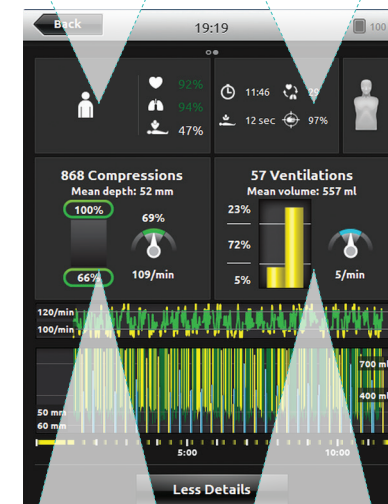 Back 19:19 100
92%
11:46 29
94%
12 sec 97%
47%
868 Compressions
Mean depth: 52 mm
100%
69%
66%
109/min
57 Ventilations
Mean volume: 557 ml
23%
72%
5%
5/min
120/min
100/min
700 ml
400 ml
50 mm
60 mm
5:00 10:00
Less Details